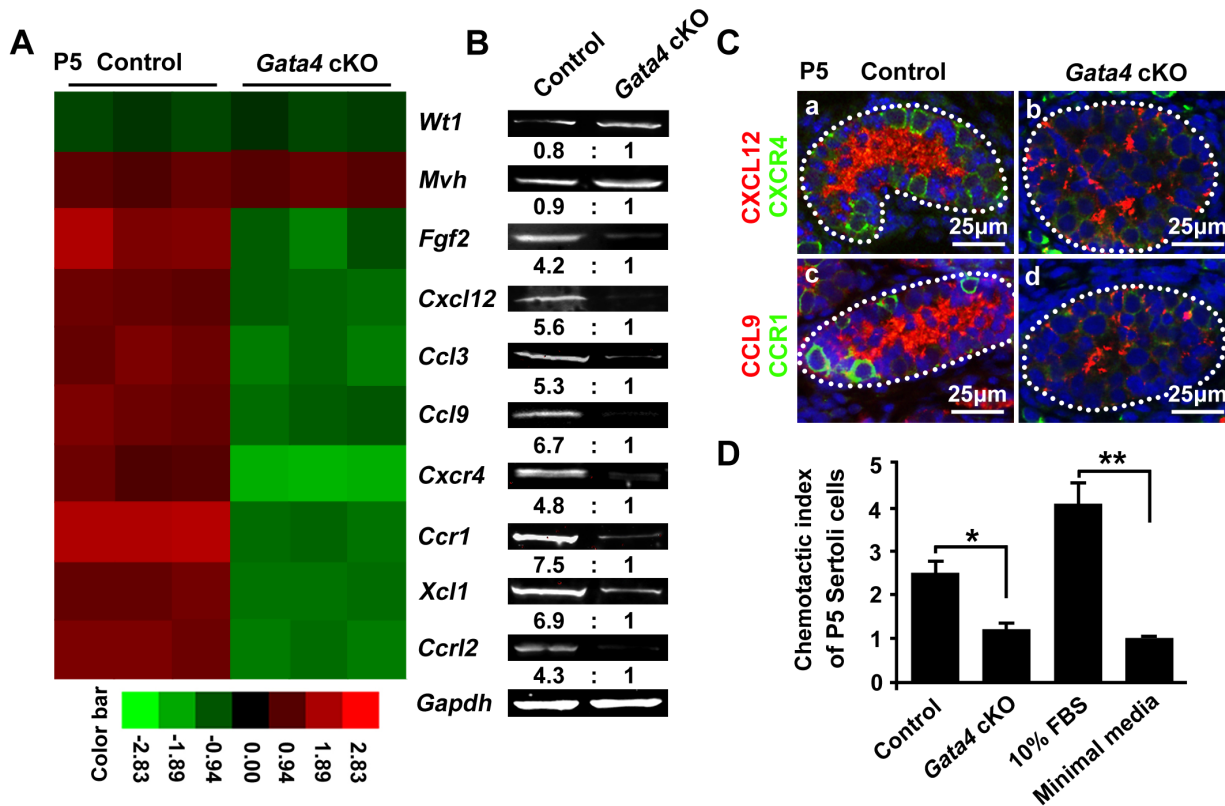 A
P5 Control
Gata4 cKO
Color bar
-2.83
-1.89
-0.94
0.00
0.94
1.89
2.83
B
Control
Gata4 cKO
Wt1
0.8 : 1
Mvh
0.9 : 1
Fgf2
4.2 : 1
Cxcl12
5.6 : 1
Ccl3
5.3 : 1
Ccl9
6.7 : 1
Cxcr4
4.8 : 1
Ccr1
7.5 : 1
Xcl1
6.9 : 1
Ccrl2
4.3 : 1
Gapdh
C
P5 Control
Gata4 cKO
CXCL12
CXCR4
a
25μm
b
25μm
CCL9
CCR1
c
25μm
d
25μm
D
Chemotactic index
of P5 Sertoli cells
5
4
3
2
1
0
*
**
Control
Gata4 cKO
10% FBS
Minimal media